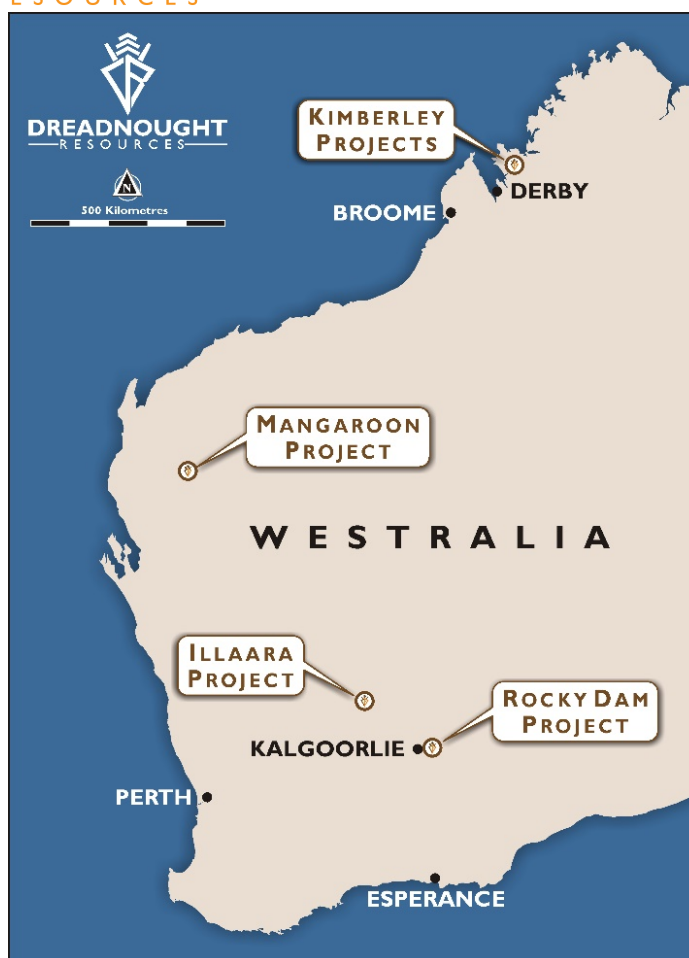 ESOURCES
DREADNOUGHT
RESOURCES
N
500 Kilometres
KIMBERLEY
PROJECTS
DERBY
BROOME
MANGAROON
PROJECT
WESTRALIA
ILLAARA
PROJECT
ROCKY DAM
PROJECT
KALGOORLIE
PERTH
ESPERANCE